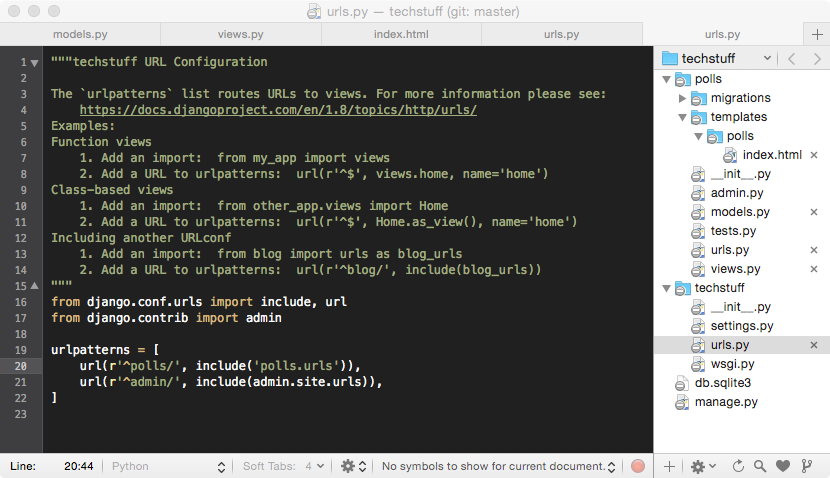 urls.py — techstuff (git: master)
models.py
views.py
index.html
urls.py
urls.py
1 """techstuff URL Configuration
2
3 The `urlpatterns` list routes URLs to views. For more information please see:
4 https://docs.djangoproject.com/en/1.8/topics/http/urls/
5 Examples:
6 Function views
7 1. Add an import:  from my_app import views
8 2. Add a URL to urlpatterns:  url(r'^$', views.home, name='home')
9 Class-based views
10 1. Add an import:  from other_app.views import Home
11 2. Add a URL to urlpatterns:  url(r'^$', Home.as_view(), name='home')
12 Including another URLconf
13 1. Add an import:  from blog import urls as blog_urls
14 2. Add a URL to urlpatterns:  url(r'^blog/', include(blog_urls))
15 """
16 from django.conf.urls import include, url
17 from django.contrib import admin
18
19 urlpatterns = [
20 url(r'^polls/', include('polls.urls')),
21 url(r'^admin/', include(admin.site.urls)),
22 ]
23
techstuff
polls
migrations
templates
polls
index.html
__init__.py
admin.py
models.py
tests.py
urls.py
views.py
techstuff
__init__.py
settings.py
urls.py
wsgi.py
db.sqlite3
manage.py
Line: 20:44
Python
Soft Tabs: 4
No symbols to show for current document.